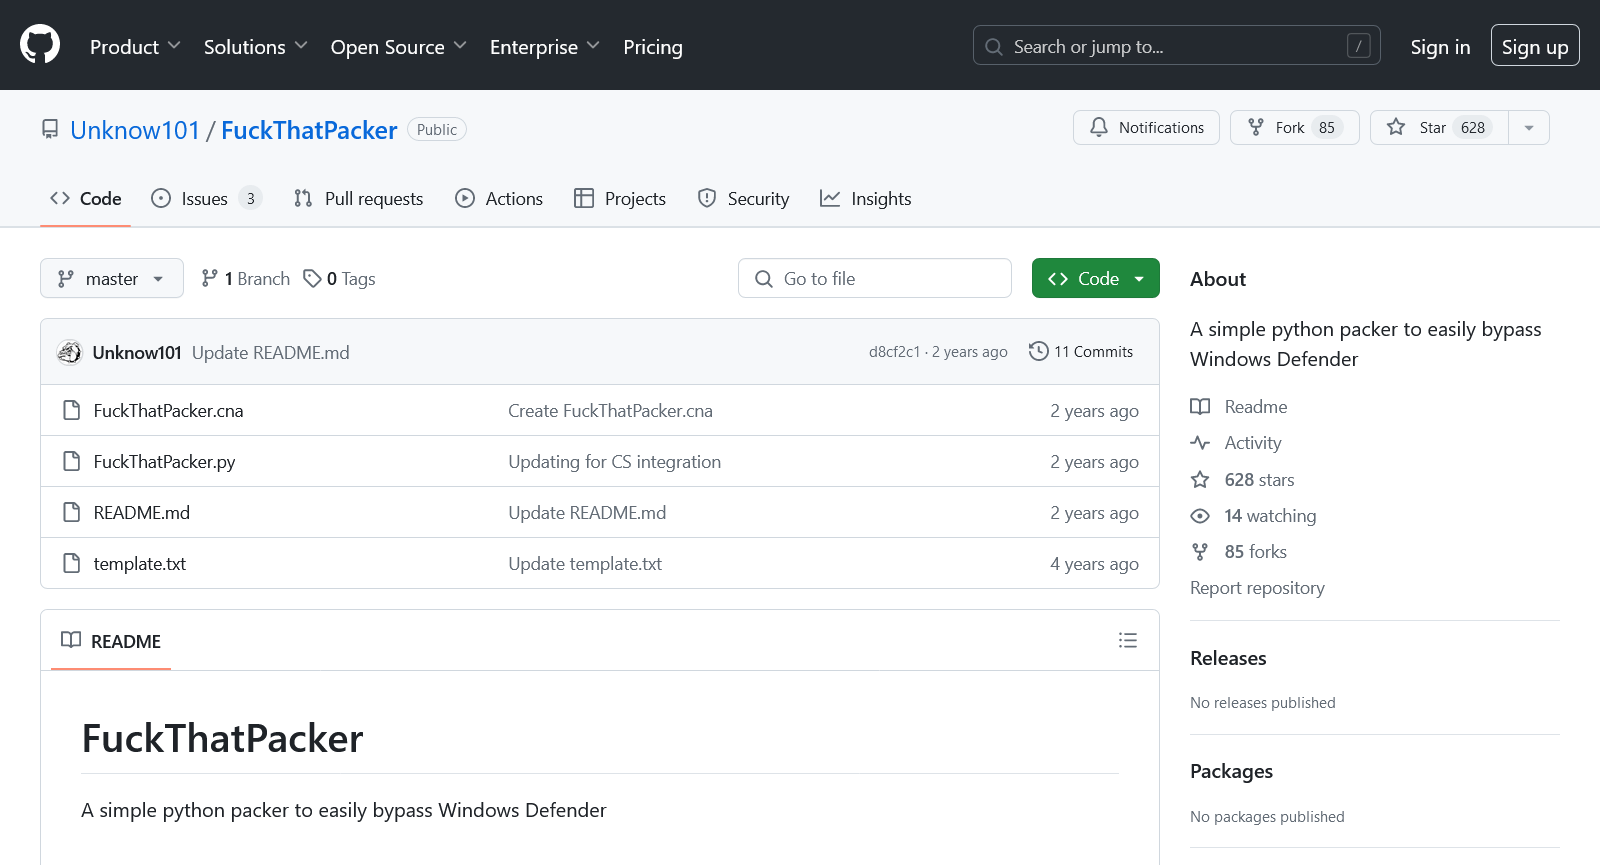 Product Solutions Open Source Enterprise Pricing Search or jump to... / Sign in Sign up
Unknow101 / FuckThatPacker Public Notifications Fork 85 Star 628
Code Issues 3 Pull requests Actions Projects Security Insights
master 1 Branch 0 Tags Go to file Code
Unknow101 Update README.md d8cf2c1 · 2 years ago 11 Commits
FuckThatPacker.cna Create FuckThatPacker.cna 2 years ago
FuckThatPacker.py Updating for CS integration 2 years ago
README.md Update README.md 2 years ago
template.txt Update template.txt 4 years ago
README
FuckThatPacker
A simple python packer to easily bypass Windows Defender
About
A simple python packer to easily bypass
Windows Defender
Readme
Activity
628 stars
14 watching
85 forks
Report repository
Releases
No releases published
Packages
No packages published